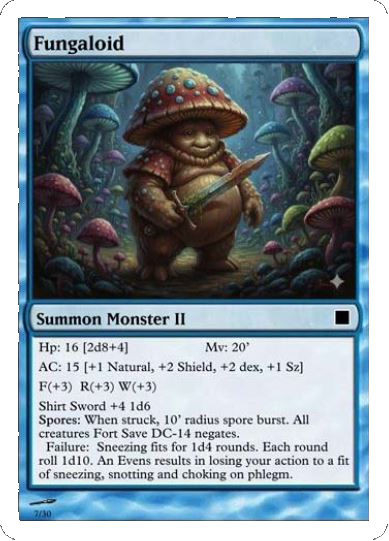 Fungaloid
Summon Monster II
Hp: 16 [2d8+4] Mv: 20'
AC: 15 [+1 Natural, +2 Shield, +2 dex, +1 Sz]
F(+3) R(+3) W(+3)
Shirt Sword +4 1d6
Spores: When struck, 10' radius spore burst. All
creatures Fort Save DC-14 negates.
Failure: Sneezing fits for 1d4 rounds. Each round
roll 1d10. An Evens results in losing your action to a fit
of sneezing, snotting and choking on phlegm.
7/30